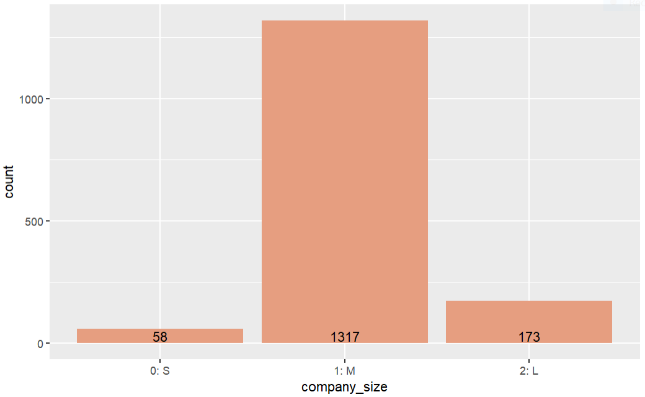 count
1000
500
0
58
1317
173
0: S
1: M
2: L
company_size